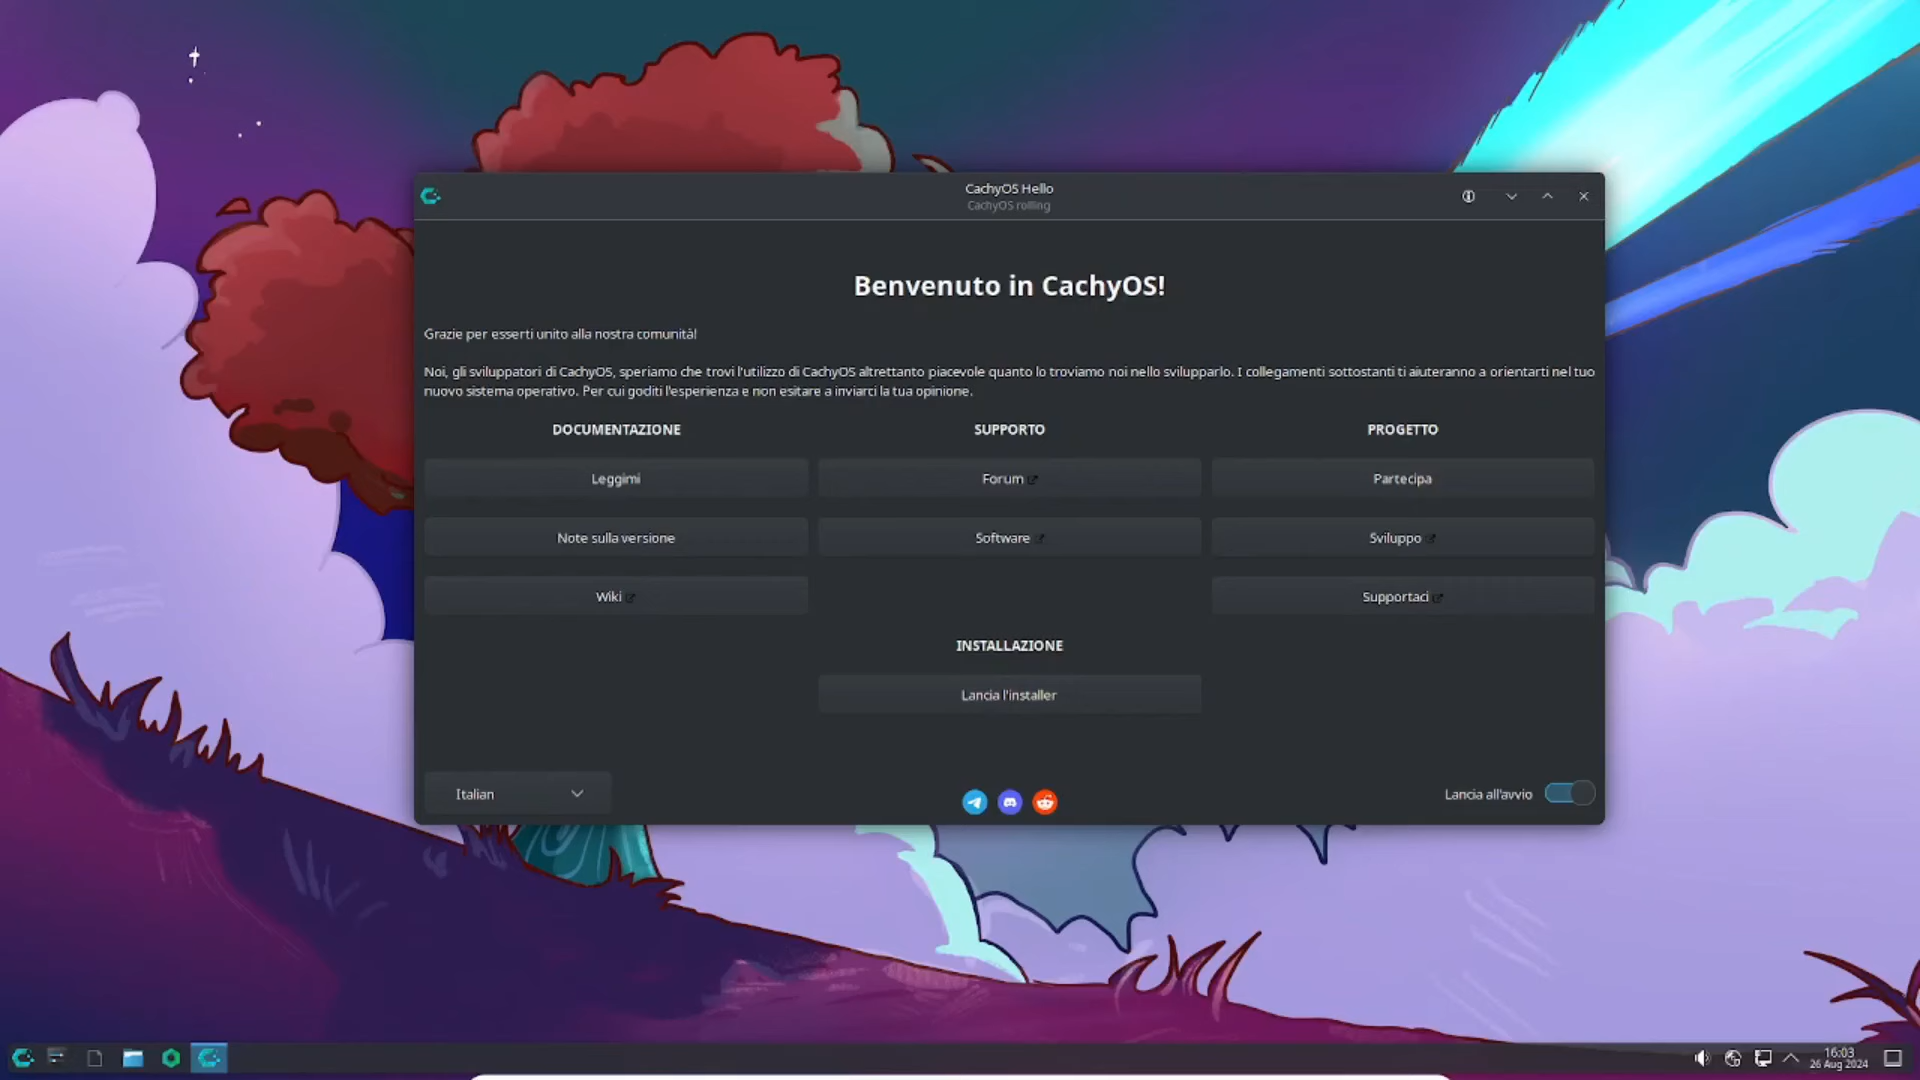 CachyOS Hello
CachyOS rolling
Benvenuto in CachyOS!
Grazie per esserti unito alla nostra comunità!
Noi, gli sviluppatori di CachyOS, speriamo che trovi l'utilizzo di CachyOS altrettanto piacevole quanto lo troviamo noi nello svilupparlo. I collegamenti sottostanti ti aiuteranno a orientarti nel tuo
nuovo sistema operativo. Per cui goditi l'esperienza e non esitare a inviarci la tua opinione.
DOCUMENTAZIONE SUPPORTO PROGETTO
Leggimi Forum Partecipa
Note sulla versione Software Sviluppo
Wiki Supportaci
INSTALLAZIONE
Lancia l'installer
Italian Lancia all'avvio
16:03
26 Aug 2024